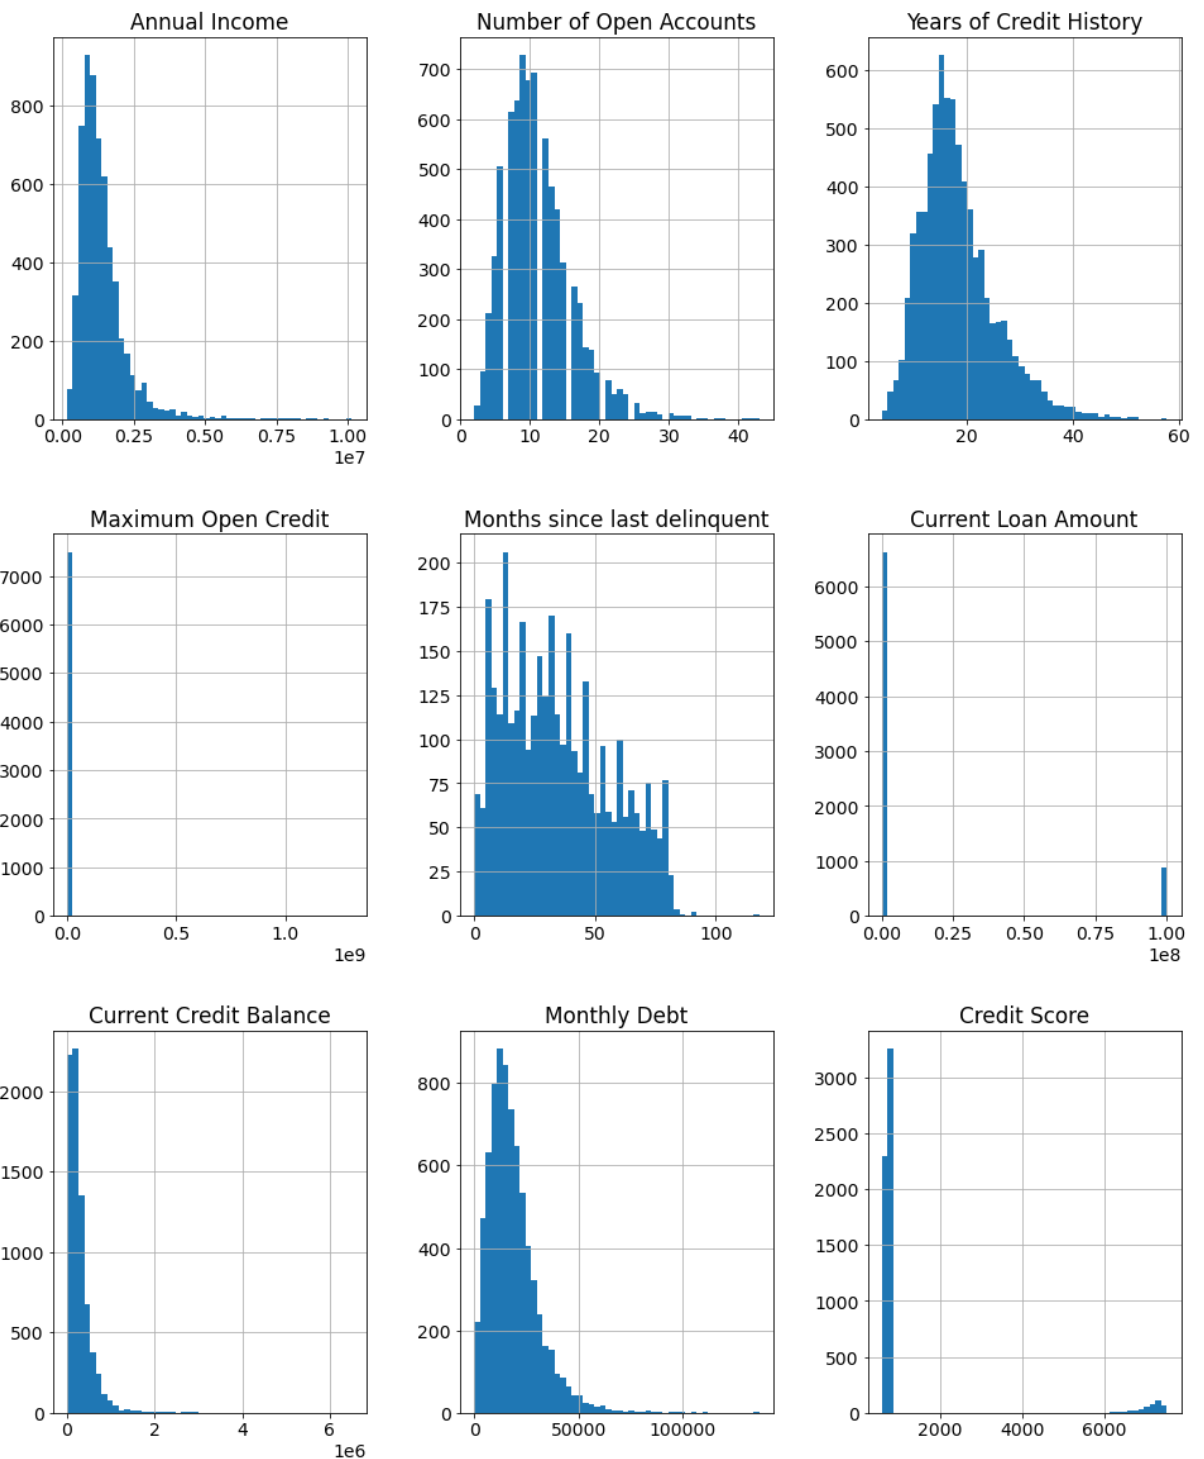 Annual Income
800
600
400
200
0
0.00 0.25 0.50 0.75 1.00
1e7
Number of Open Accounts
700
600
500
400
300
200
100
0
0 10 20 30 40
Years of Credit History
600
500
400
300
200
100
0
20 40 60
Maximum Open Credit
7000
6000
5000
4000
3000
2000
1000
0
0.0 0.5 1.0
1e9
Months since last delinquent
200
175
150
125
100
75
50
25
0
0 50 100
Current Loan Amount
6000
5000
4000
3000
2000
1000
0
0.00 0.25 0.50 0.75 1.00
1e8
Current Credit Balance
2000
1500
1000
500
0
0 2 4 6
1e6
Monthly Debt
800
600
400
200
0
0 50000 100000
Credit Score
3000
2500
2000
1500
1000
500
0
2000 4000 6000